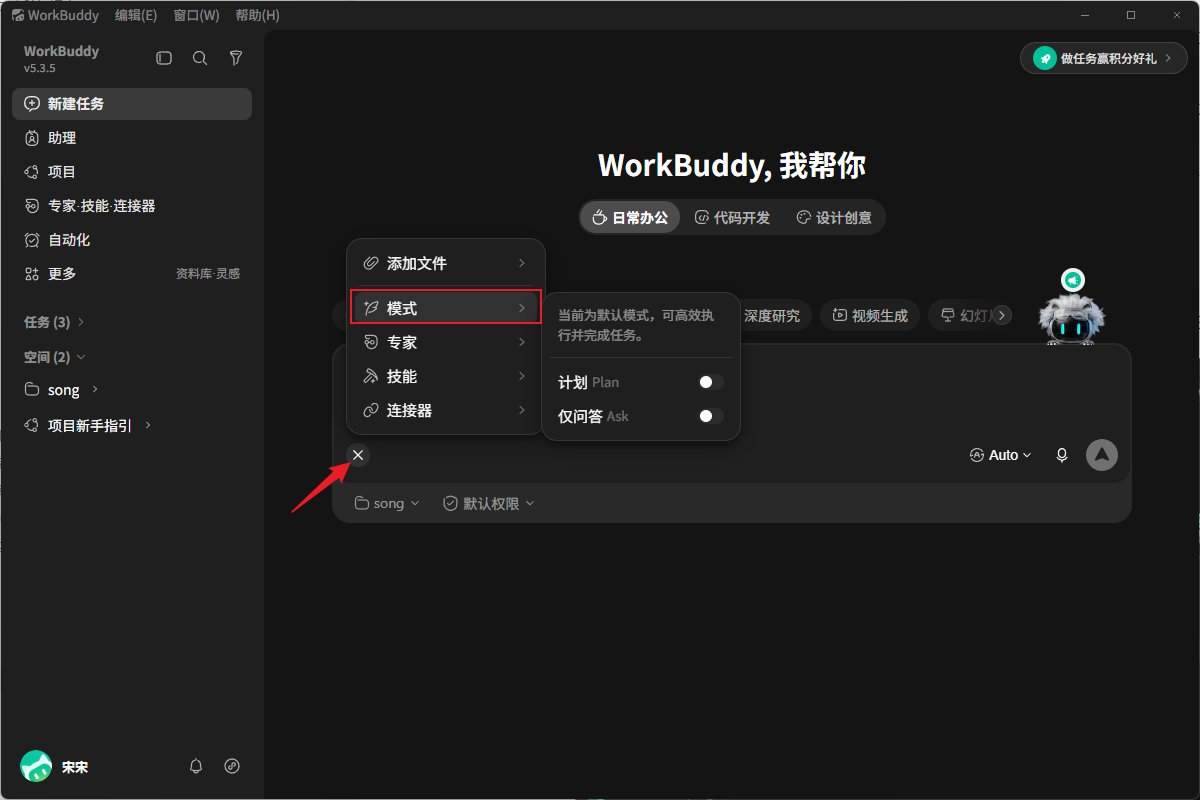 WorkBuddy 编辑(E) 窗口(W) 帮助(H)
WorkBuddy
v5.3.5
新建任务
助理
项目
专家·技能·连接器
自动化
更多 资料库·灵感
任务 (3)
空间 (2)
song
项目新手指引
宋宋
做任务赢积分好礼
WorkBuddy, 我帮你
日常办公 代码开发 设计创意
深度研究 视频生成 幻灯
添加文件
模式
专家
技能
连接器
当前为默认模式，可高效执
行并完成任务。
计划 Plan
仅问答 Ask
Auto
song 默认权限